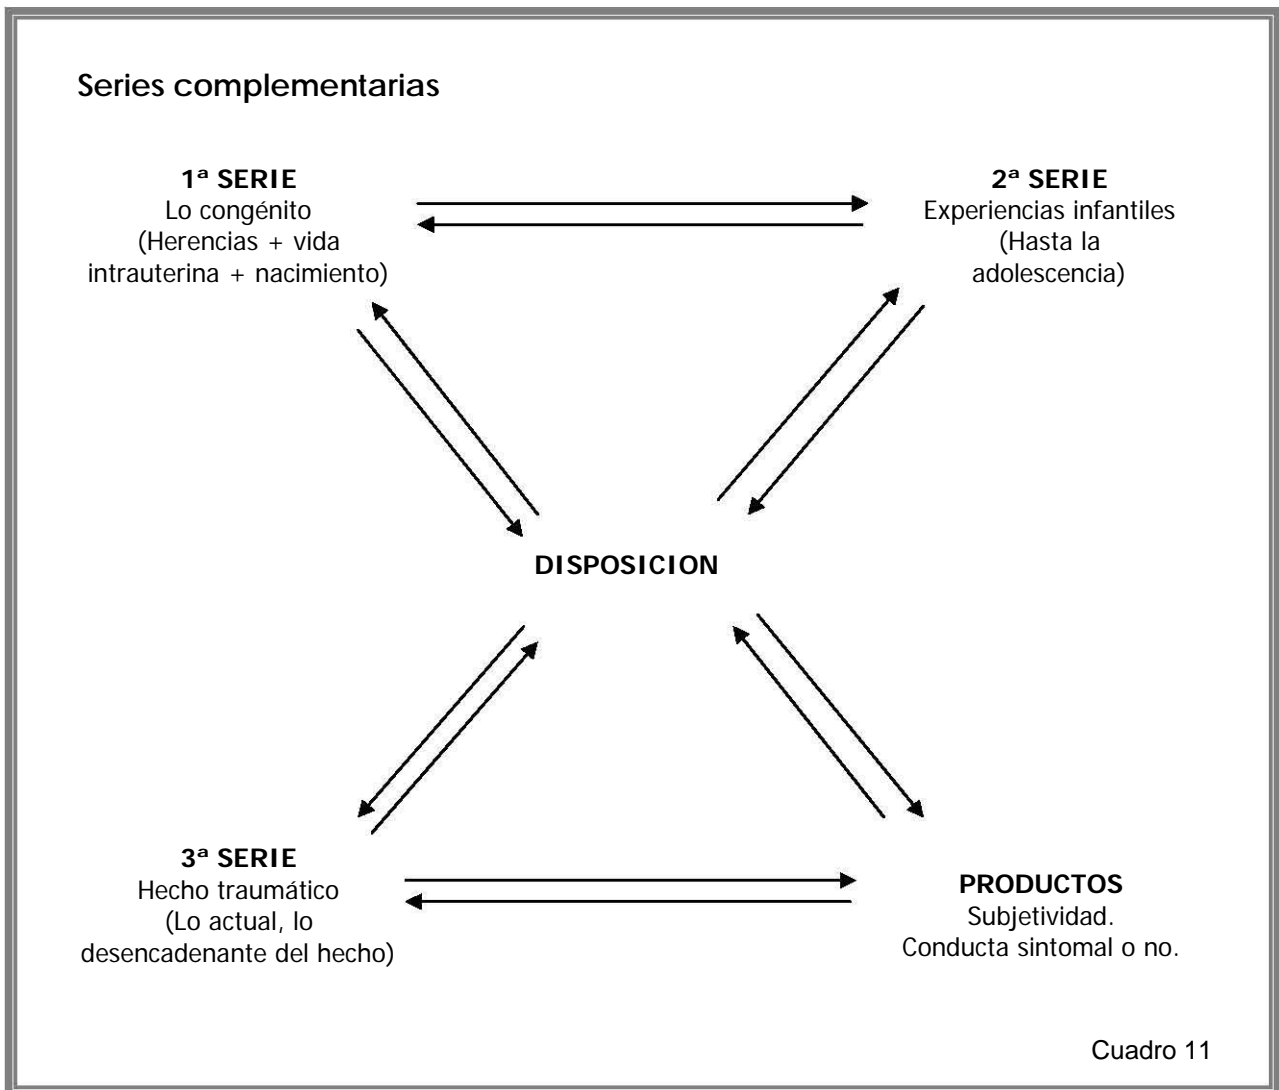 Series complementarias
1ª SERIE
Lo congénito
(Herencias + vida
intrauterina + nacimiento)
2ª SERIE
Experiencias infantiles
(Hasta la
adolescencia)
DISPOSICION
3ª SERIE
Hecho traumático
(Lo actual, lo
desencadenante del hecho)
PRODUCTOS
Subjetividad.
Conducta sintomal o no.
Cuadro 11